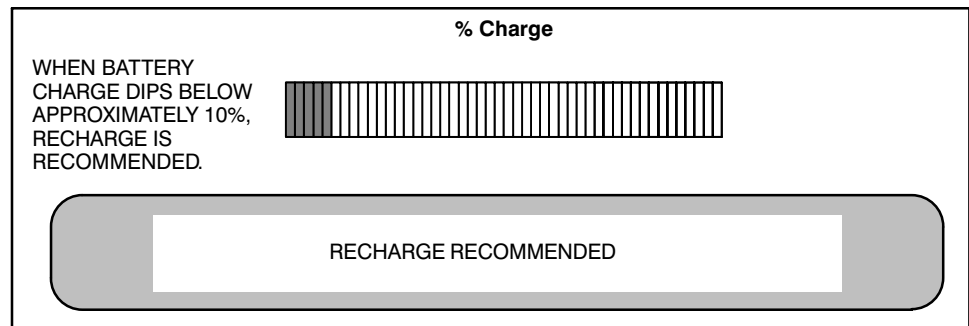 % Charge
WHEN BATTERY
CHARGE DIPS BELOW
APPROXIMATELY 10%,
RECHARGE IS
RECOMMENDED.
RECHARGE RECOMMENDED